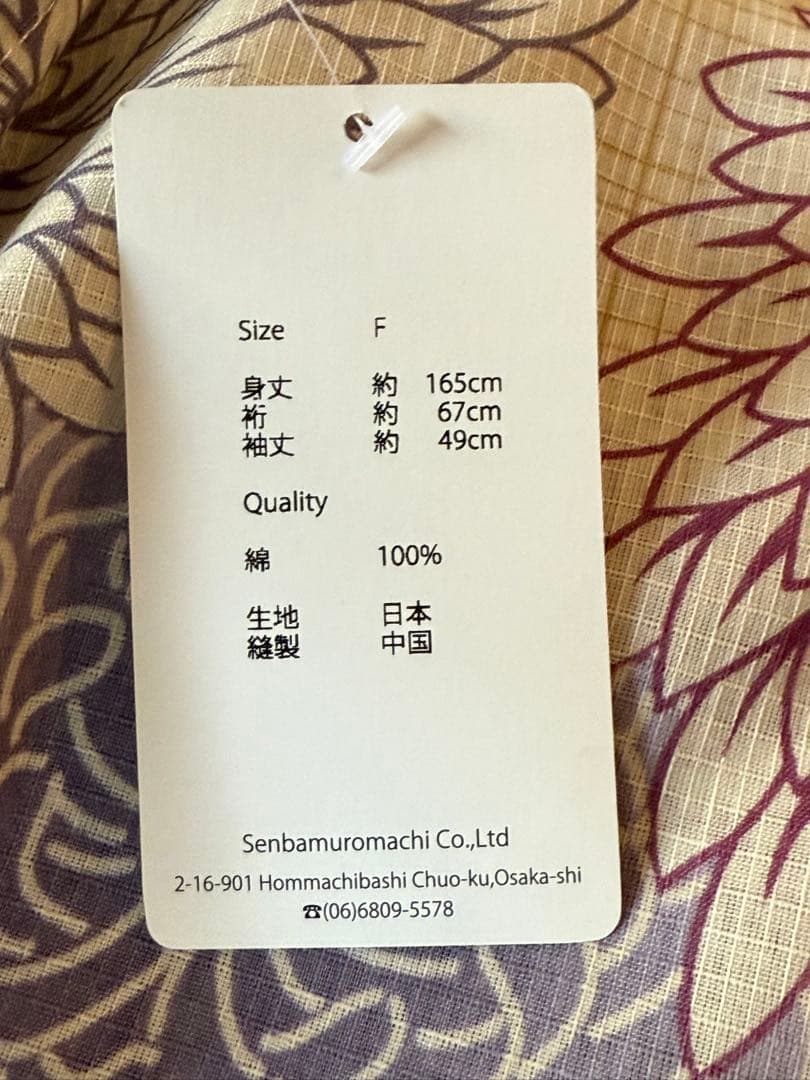 Size F
身丈 約 165cm
裄 約 67cm
袖丈 約 49cm
Quality
綿 100%
生地 日本
縫製 中国
Senbamuromachi Co.,Ltd
2-16-901 Hommachibashi Chuo-ku,Osaka-shi
☎(06)6809-5578